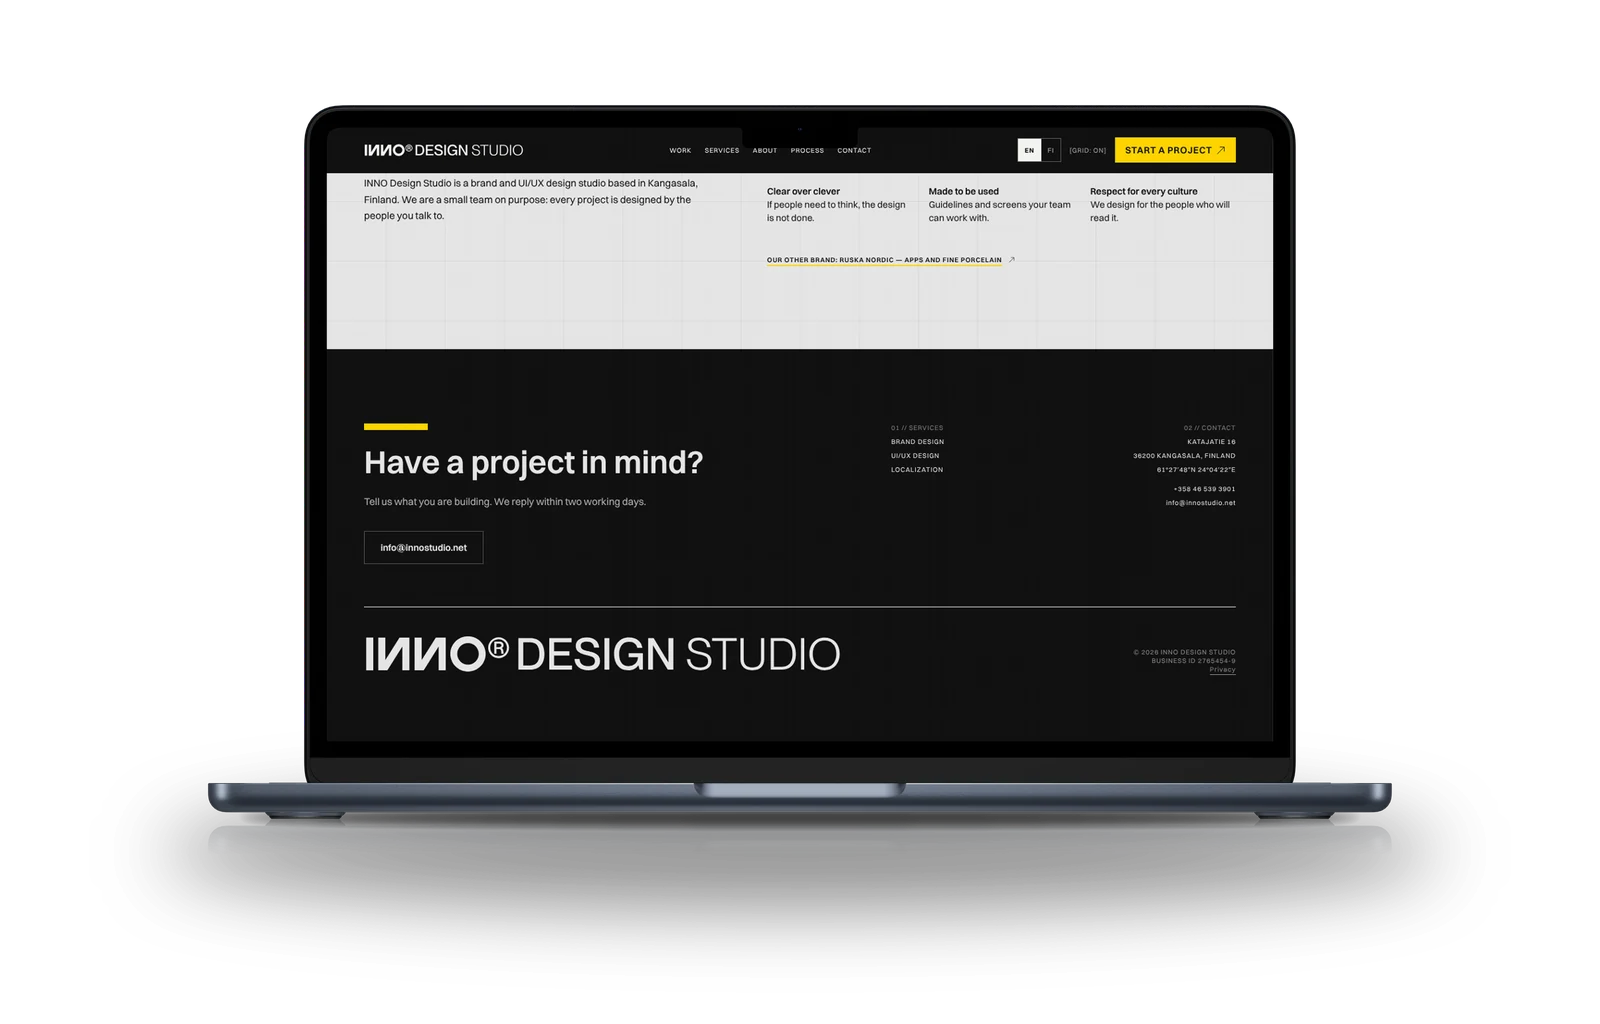 INNO® DESIGN STUDIO
WORK SERVICES ABOUT PROCESS CONTACT
EN FI [GRID: ON] START A PROJECT ↗
INNO Design Studio is a brand and UI/UX design studio based in Kangasala,
Finland. We are a small team on purpose: every project is designed by the
people you talk to.
Clear over clever
If people need to think, the design
is not done.
Made to be used
Guidelines and screens your team
can work with.
Respect for every culture
We design for the people who will
read it.
OUR OTHER BRAND: RUSKA NORDIC — APPS AND FINE PORCELAIN ↗
Have a project in mind?
Tell us what you are building. We reply within two working days.
info@innostudio.net
01 // SERVICES
BRAND DESIGN
UI/UX DESIGN
LOCALIZATION
02 // CONTACT
KATAJATIE 16
36200 KANGASALA, FINLAND
61°27'48"N 24°04'22"E
+358 46 539 3901
info@innostudio.net
INNO® DESIGN STUDIO
© 2026 INNO DESIGN STUDIO
BUSINESS ID 2765454-9
Privacy